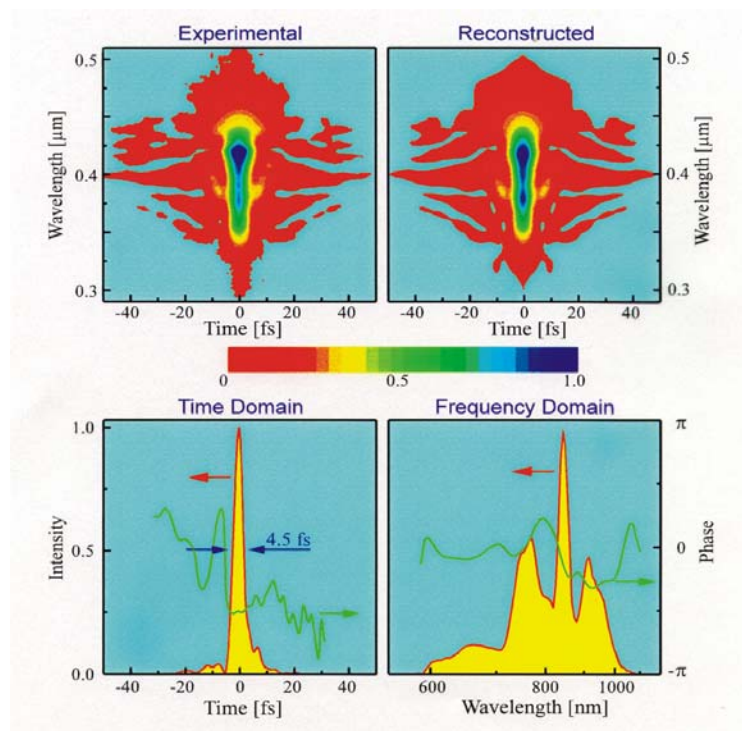 Experimental
Reconstructed
Wavelength [μm]
0.5
0.4
0.3
-40 -20 0 20 40
Time [fs]
-40 -20 0 20 40
Time [fs]
0.5
0.4
0.3
Wavelength [μm]
0 0.5 1.0
Time Domain
Frequency Domain
Intensity
1.0
0.5
0.0
4.5 fs
-40 -20 0 20 40
Time [fs]
600 800 1000
Wavelength [nm]
π
0
-π
Phase